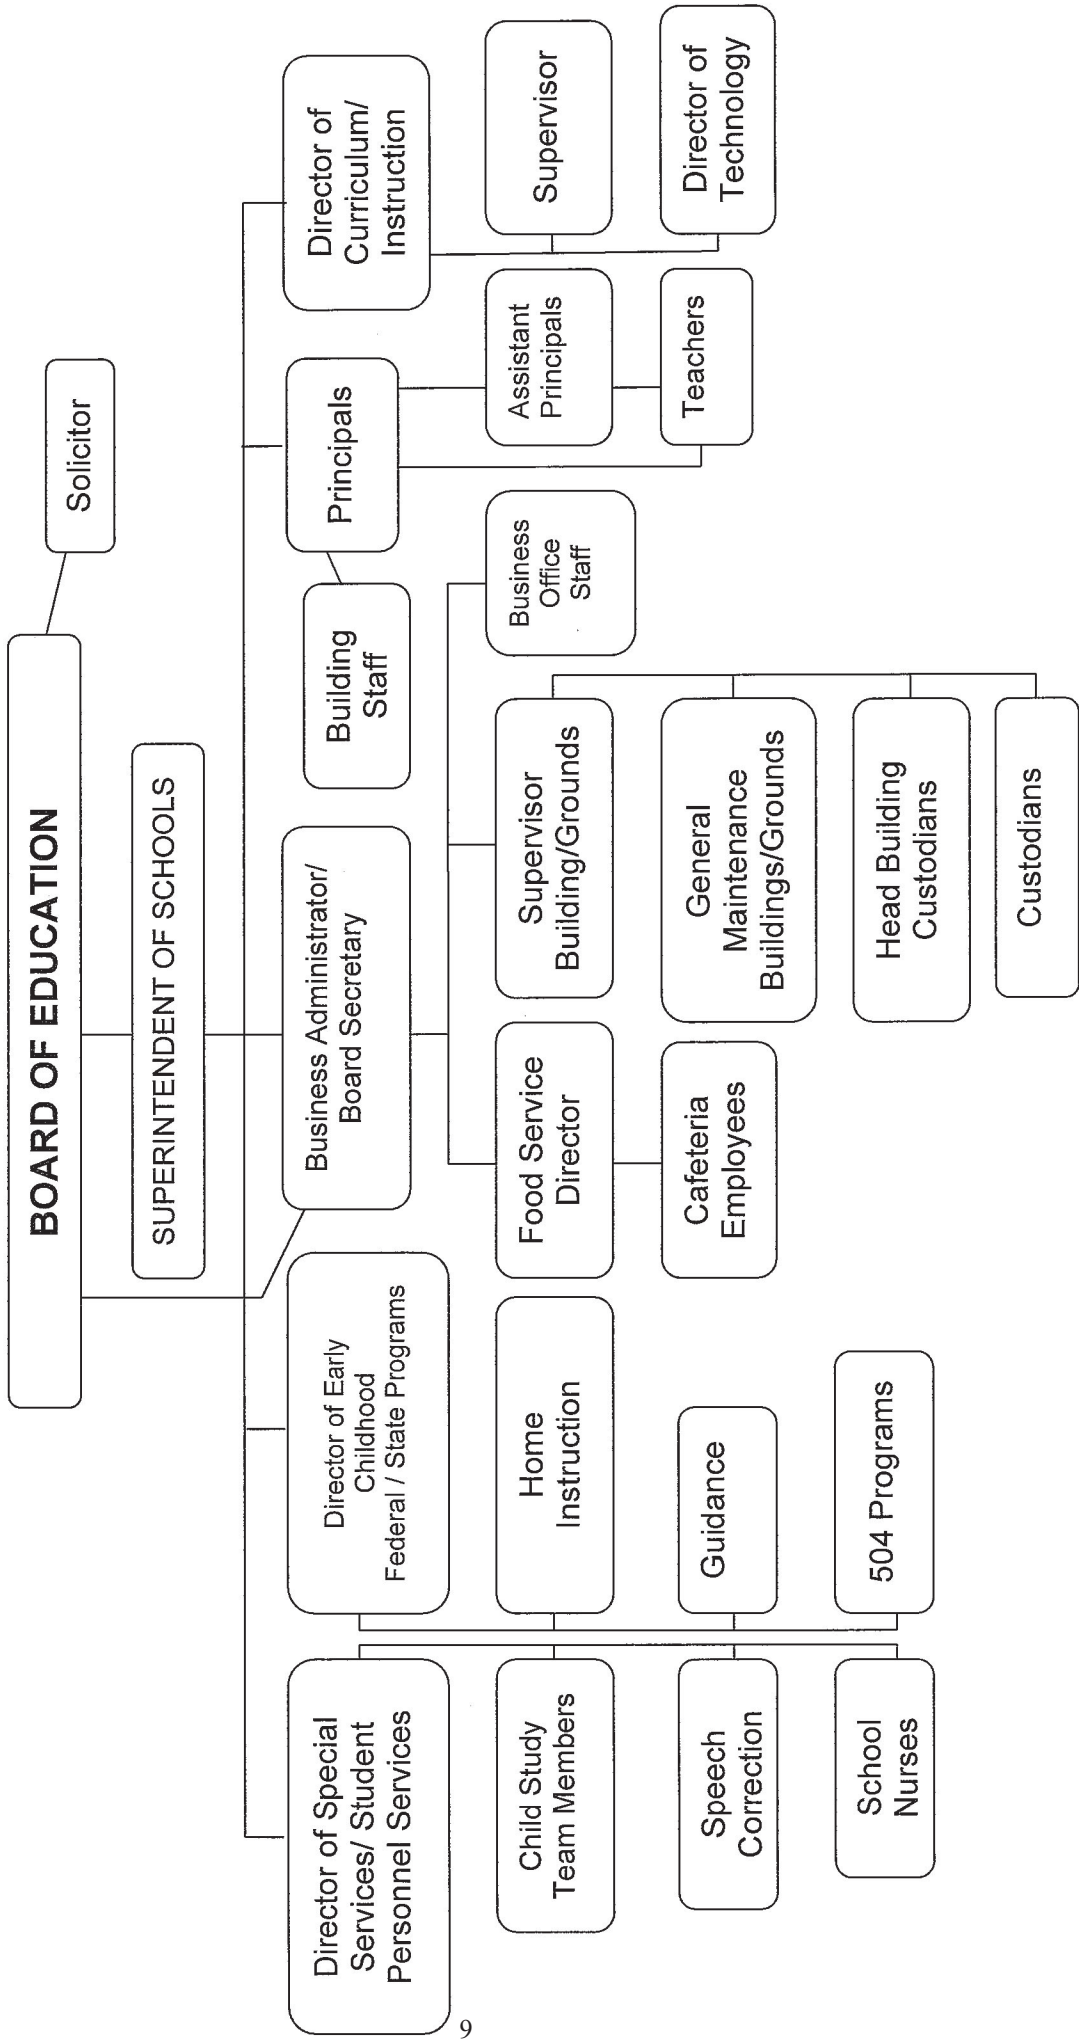 BOARD OF EDUCATION
Solicitor
SUPERINTENDENT OF SCHOOLS
Director of Special
Services/ Student
Personnel Services
Director of Early
Childhood
Federal / State Programs
Business Administrator/
Board Secretary
Building
Staff
Principals
Director of
Curriculum/
Instruction
Child Study
Team Members
Home
Instruction
Food Service
Director
Supervisor
Building/Grounds
Business
Office
Staff
Assistant
Principals
Supervisor
Speech
Correction
Guidance
Cafeteria
Employees
General
Maintenance
Buildings/Grounds
Teachers
Director of
Technology
School
Nurses
504 Programs
Head Building
Custodians
Custodians
9